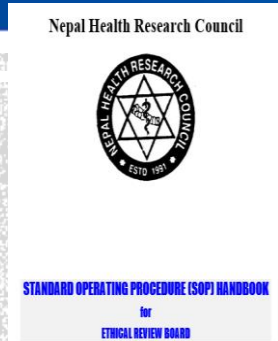 Nepal Health Research Council
NEPAL HEALTH RESEARCH COUNCIL
ESTD 1991
STANDARD OPERATING PROCEDURE (SOP) HANDBOOK
for
ETHICAL REVIEW BOARD